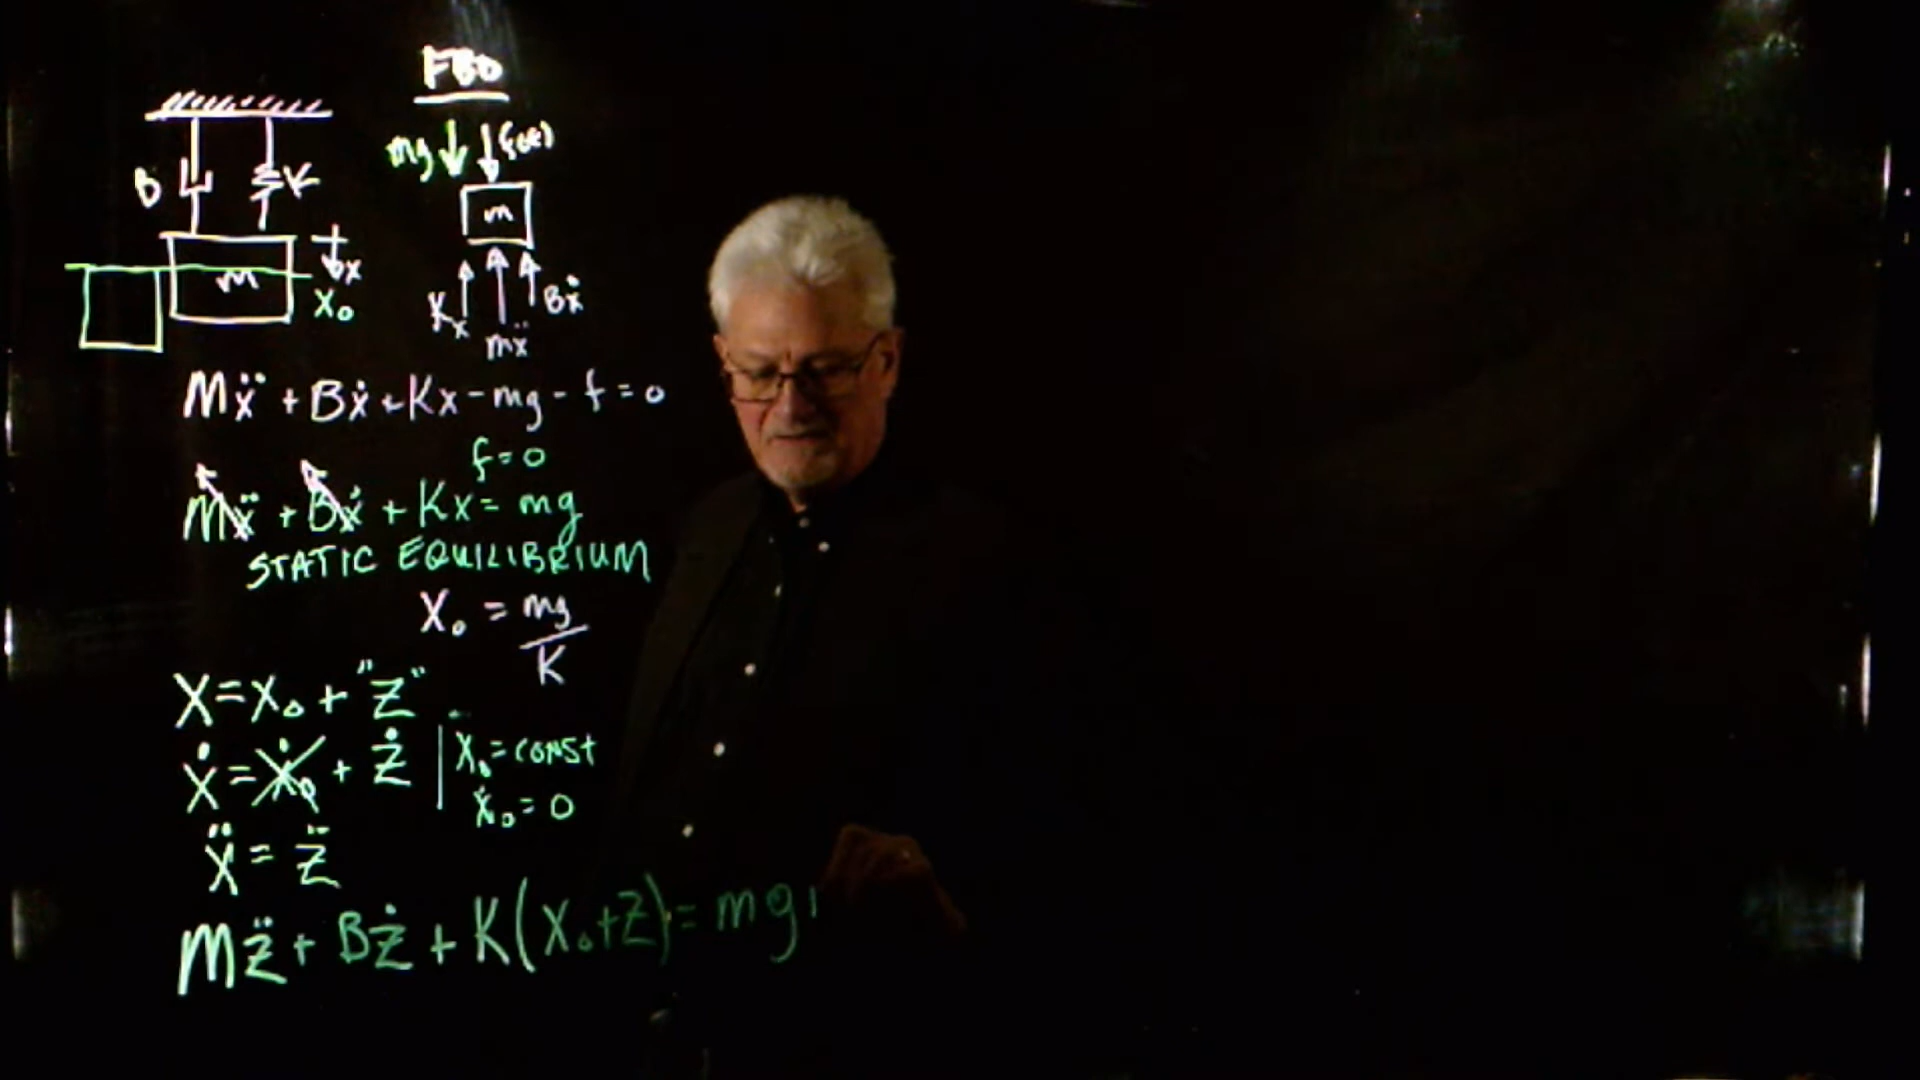 FBD
mg f(t)
B K
m
x
m
x₀
Kx
mẍ
Bẋ
Mẍ + Bẋ + Kx - mg - f = 0
f = 0
Mẍ + Bẋ + Kx = mg
STATIC EQUILIBRIUM
X₀ = mg/K
X = X₀ + "Z"
Ẋ = Ẋ₀ + Ż | X₀ = CONST
Ẋ₀ = 0
Ẍ = Z̈
MZ̈ + BŻ + K(X₀+Z) = mg